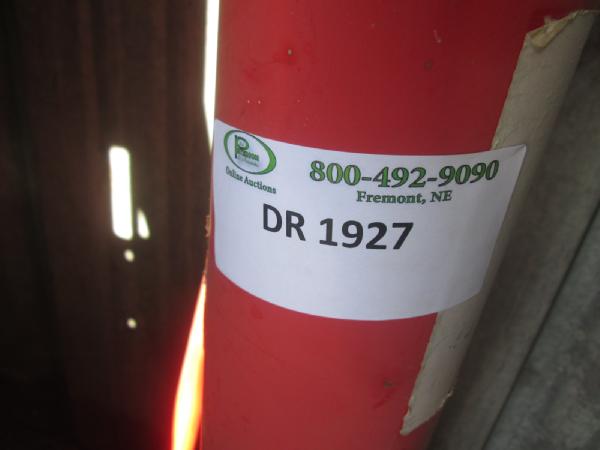 Online Auctions
800-492-9090
Fremont, NE
DR 1927